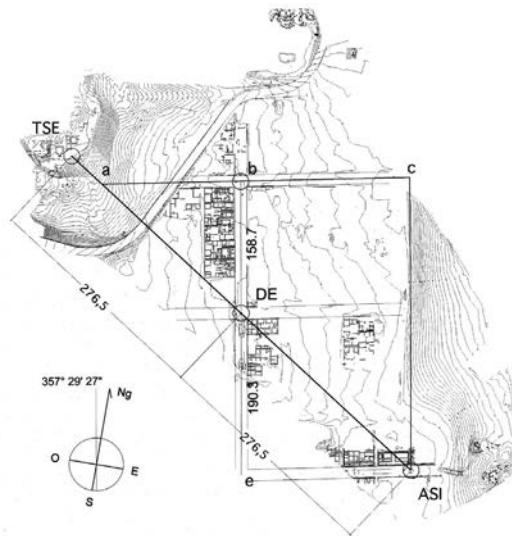 TSE
a
b
c
158.7
DE
276,5
190.3
357° 29' 27"
Ng
O
E
S
276,5
e
ASI